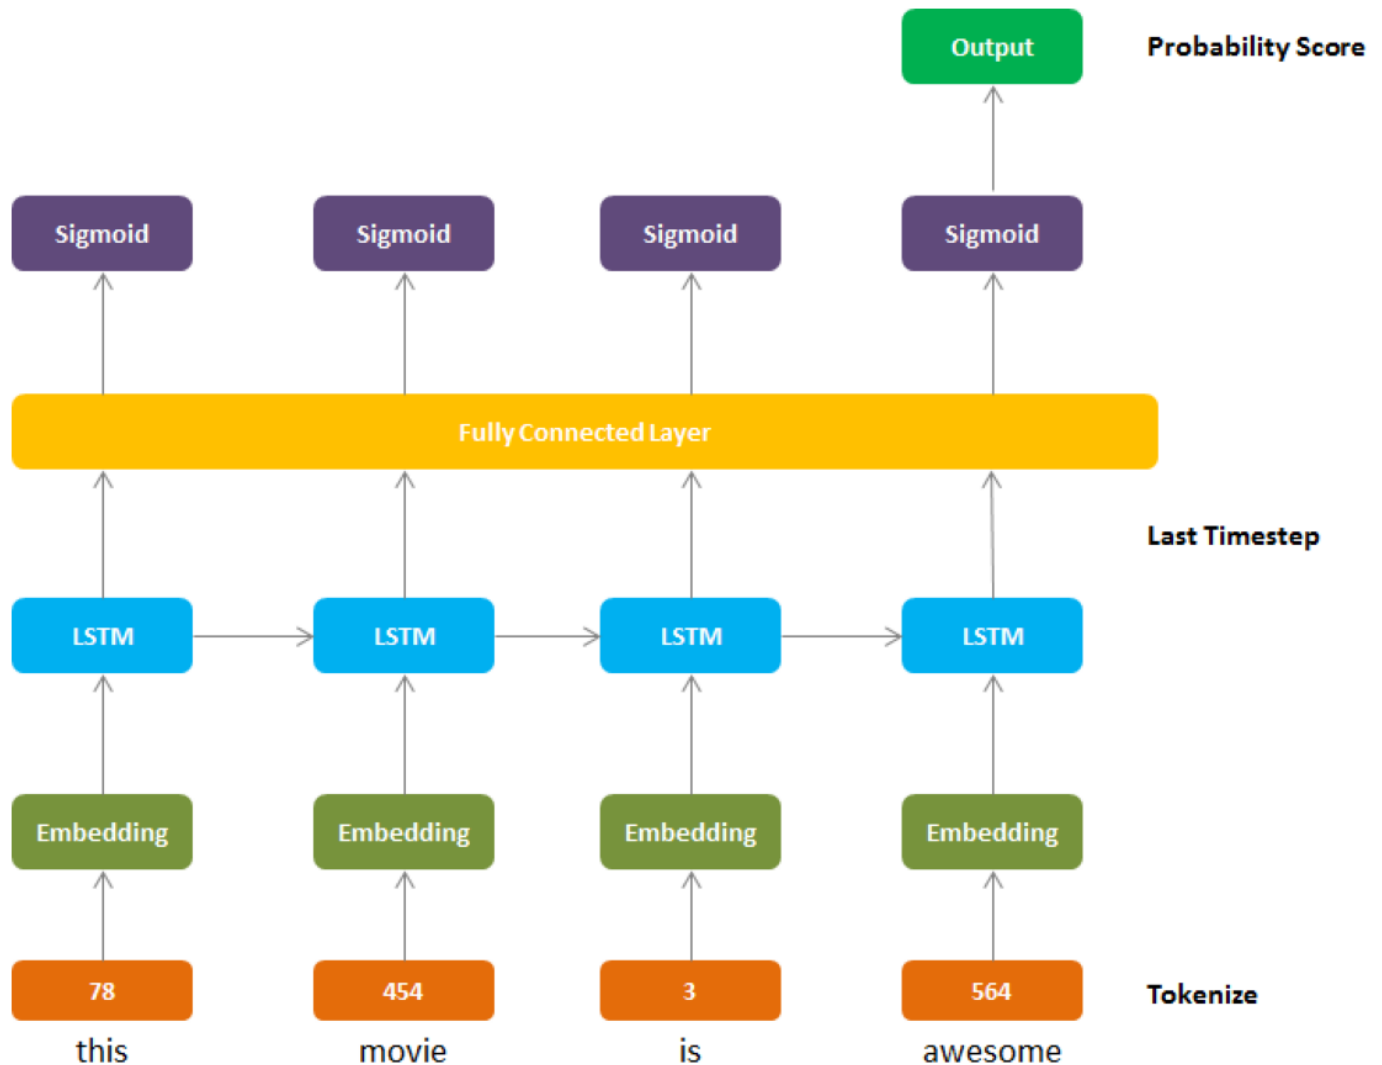 Output
Probability Score
Sigmoid
Sigmoid
Sigmoid
Sigmoid
Fully Connected Layer
Last Timestep
LSTM
LSTM
LSTM
LSTM
Embedding
Embedding
Embedding
Embedding
78
454
3
564
Tokenize
this
movie
is
awesome